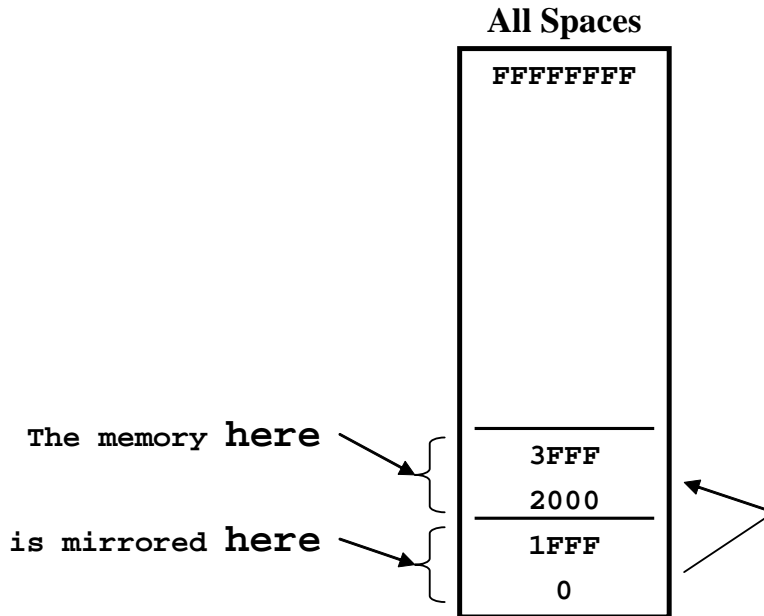 All Spaces
FFFFFFFF
The memory here
3FFF
2000
is mirrored here
1FFF
0